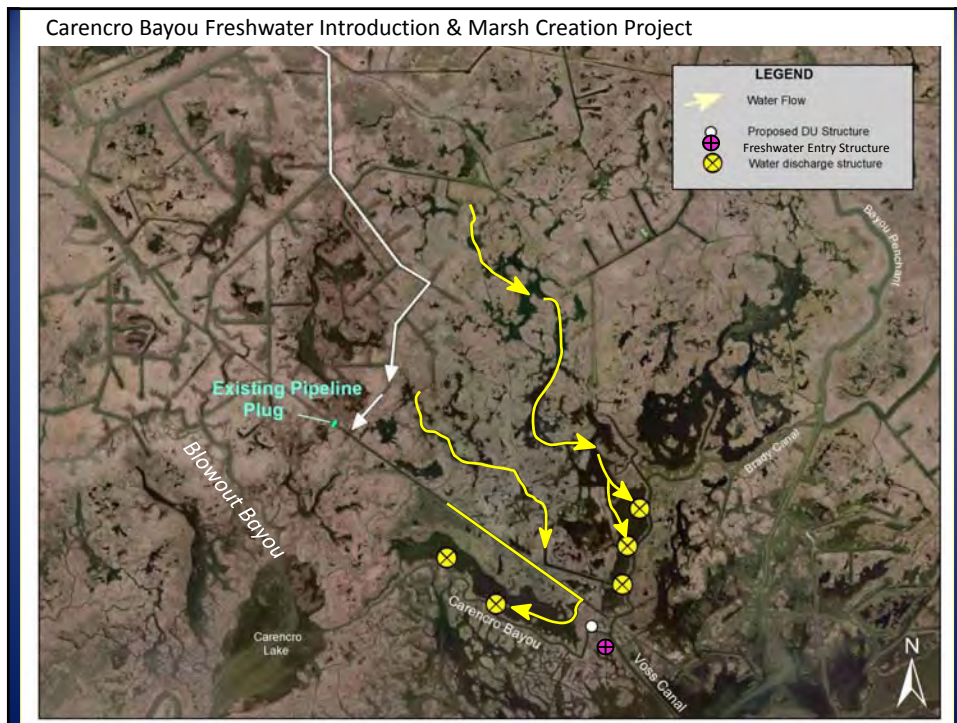 Carencro Bayou Freshwater Introduction & Marsh Creation Project
LEGEND
Water Flow
Proposed DU Structure
Freshwater Entry Structure
Water discharge structure
Bayou Penchant
Existing Pipeline
Plug
Blowout Bayou
Brady Canal
Carencro
Lake
Carencro Bayou
Voss Canal
N